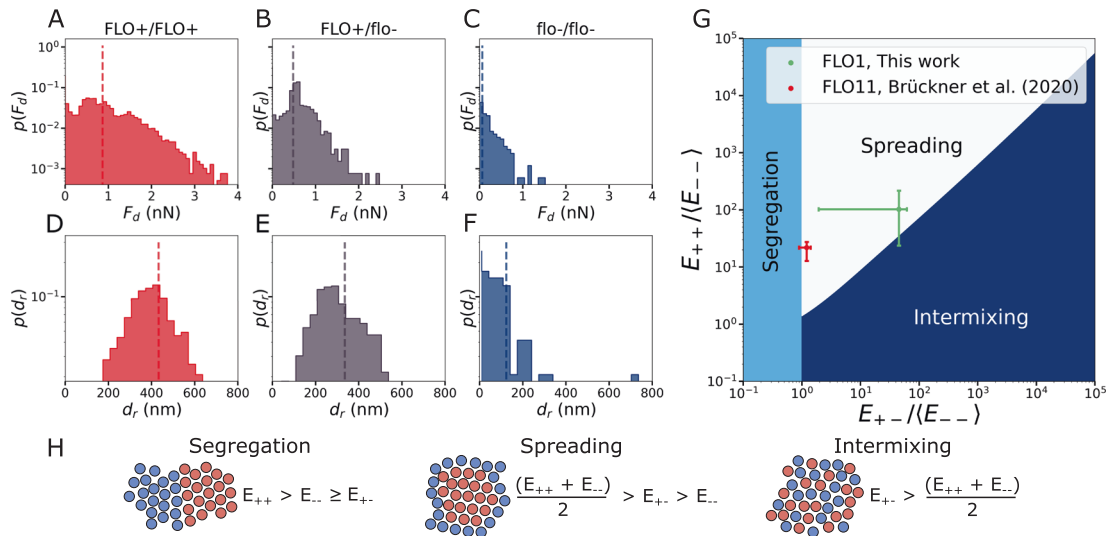 A FLO+/FLO+
B FLO+/flo-
C flo-/flo-
G
p(F_d)
10^0
10^-1
10^-2
10^-3
0 1 2 3 4
F_d (nN)
p(F_d)
0 1 2 3 4
F_d (nN)
p(F_d)
0 1 2 3 4
F_d (nN)
D
E
F
p(d_r)
10^-1
0 200 400 600 800
d_r (nm)
p(d_r)
0 200 400 600 800
d_r (nm)
p(d_r)
0 200 400 600 800
d_r (nm)
E_++/⟨E_--⟩
10^5
10^4
10^3
10^2
10^1
10^0
10^-1
FLO1, This work
FLO11, Brückner et al. (2020)
Segregation
Spreading
Intermixing
10^-1 10^0 10^1 10^2 10^3 10^4 10^5
E_+-/⟨E_--⟩
H
Segregation
E_++ > E_-- ≥ E_+-
Spreading
(E_++ + E_--)
2
> E_+- > E_--
Intermixing
E_+- >
(E_++ + E_--)
2